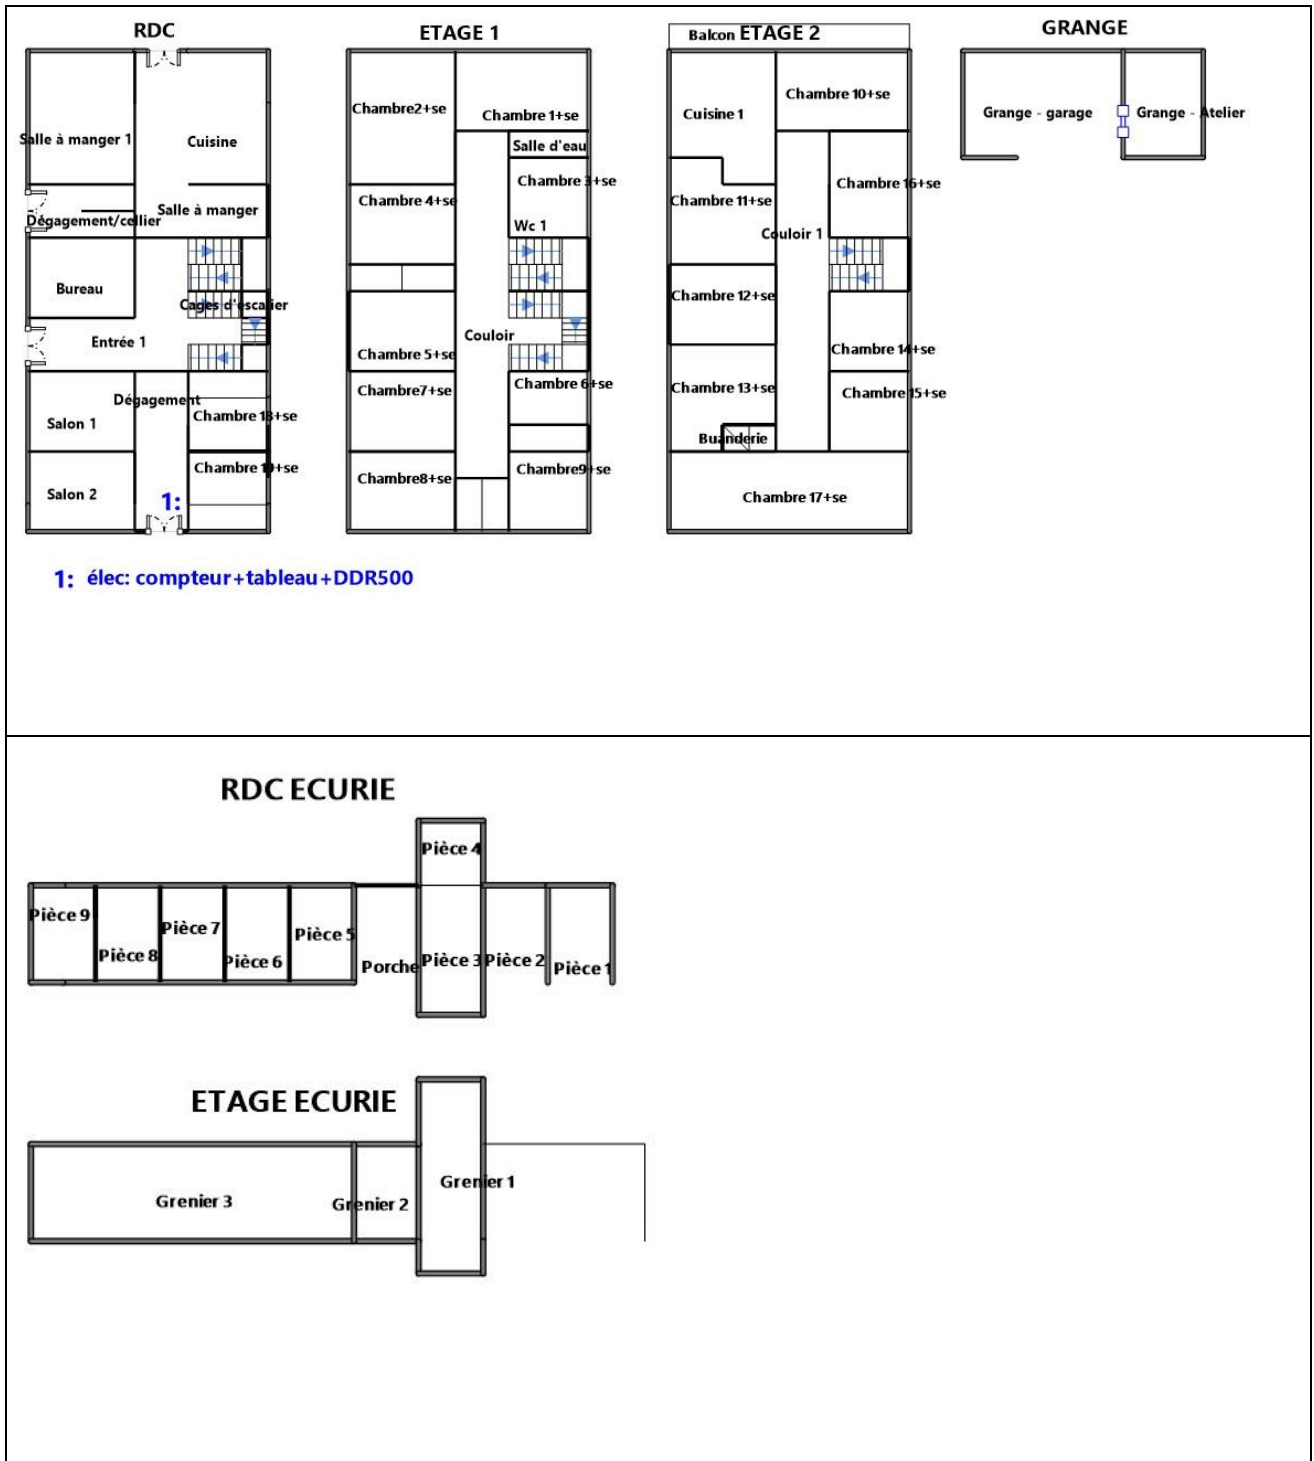 RDC
ETAGE 1
Balcon ETAGE 2
GRANGE
Salle à manger 1
Cuisine
Dégagement/cellier
Salle à manger
Bureau
Cages d'escalier
Entrée 1
Dégagement
Salon 1
Chambre 18+se
Salon 2
Chambre 19+se
1:
Chambre2+se
Chambre 1+se
Salle d'eau
Chambre 3+se
Chambre 4+se
Wc 1
Couloir
Chambre 5+se
Chambre 6+se
Chambre7+se
Chambre8+se
Chambre9+se
Cuisine 1
Chambre 10+se
Chambre 16+se
Chambre 11+se
Couloir 1
Chambre 12+se
Chambre 14+se
Chambre 13+se
Chambre 15+se
Buanderie
Chambre 17+se
Grange - garage
Grange - Atelier
1: élec: compteur+tableau+DDR500
RDC ECURIE
Pièce 4
Pièce 9
Pièce 8
Pièce 7
Pièce 6
Pièce 5
Porche
Pièce 3
Pièce 2
Pièce 1
ETAGE ECURIE
Grenier 3
Grenier 2
Grenier 1